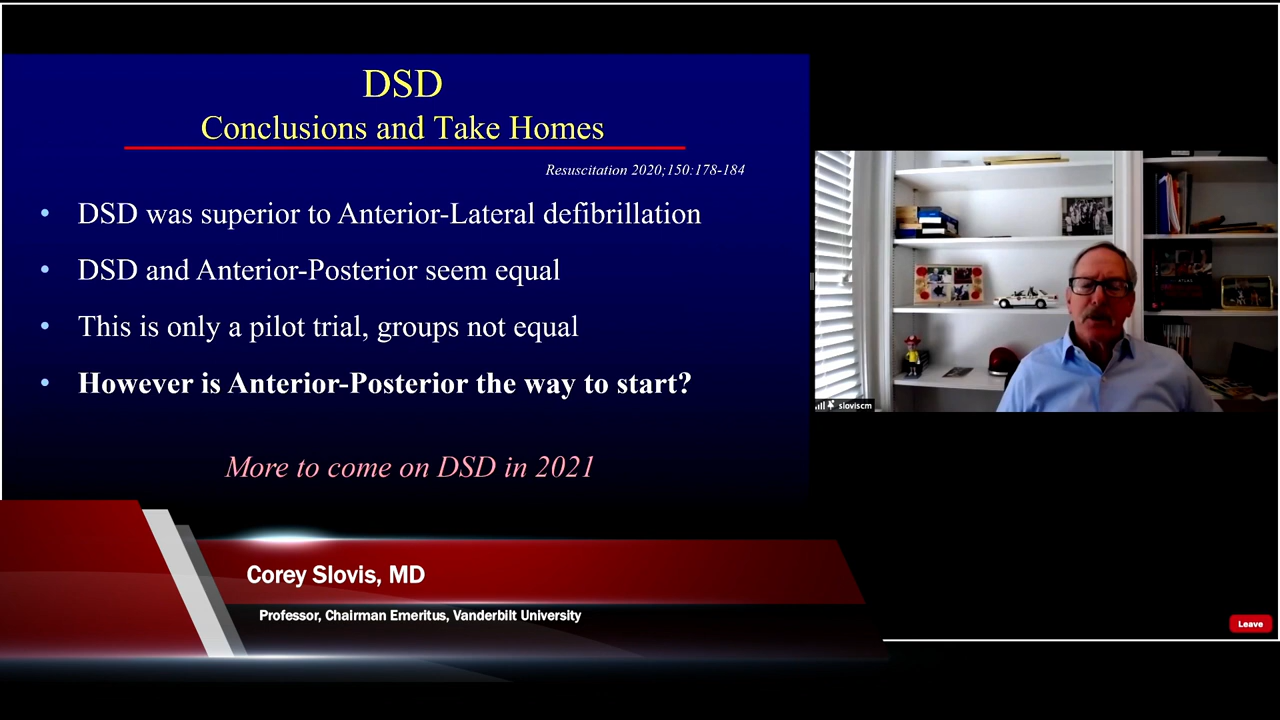 DSD
Conclusions and Take Homes
Resuscitation 2020;150:178-184
• DSD was superior to Anterior-Lateral defibrillation
• DSD and Anterior-Posterior seem equal
• This is only a pilot trial, groups not equal
• However is Anterior-Posterior the way to start?
More to come on DSD in 2021
sloviscm
Corey Slovis, MD
Professor, Chairman Emeritus, Vanderbilt University
Leave